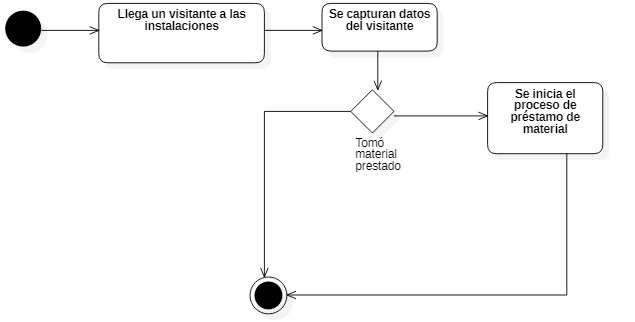 Llega un visitante a las
instalaciones
Se capturan datos
del visitante
Se inicia el
proceso de
préstamo de
material
Tomó
material
prestado